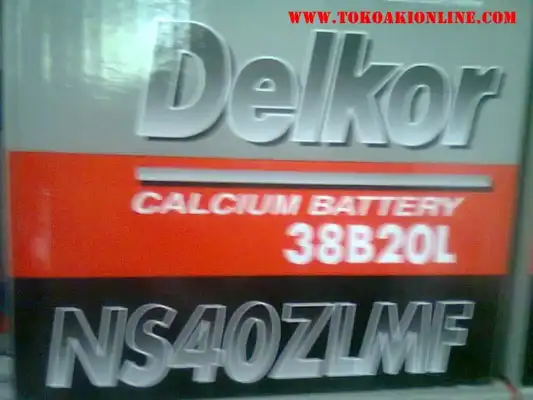 WWW.TOKOAKIONLINE.COM
Delkor
CALCIUM BATTERY
38B20L
NS40ZLMF